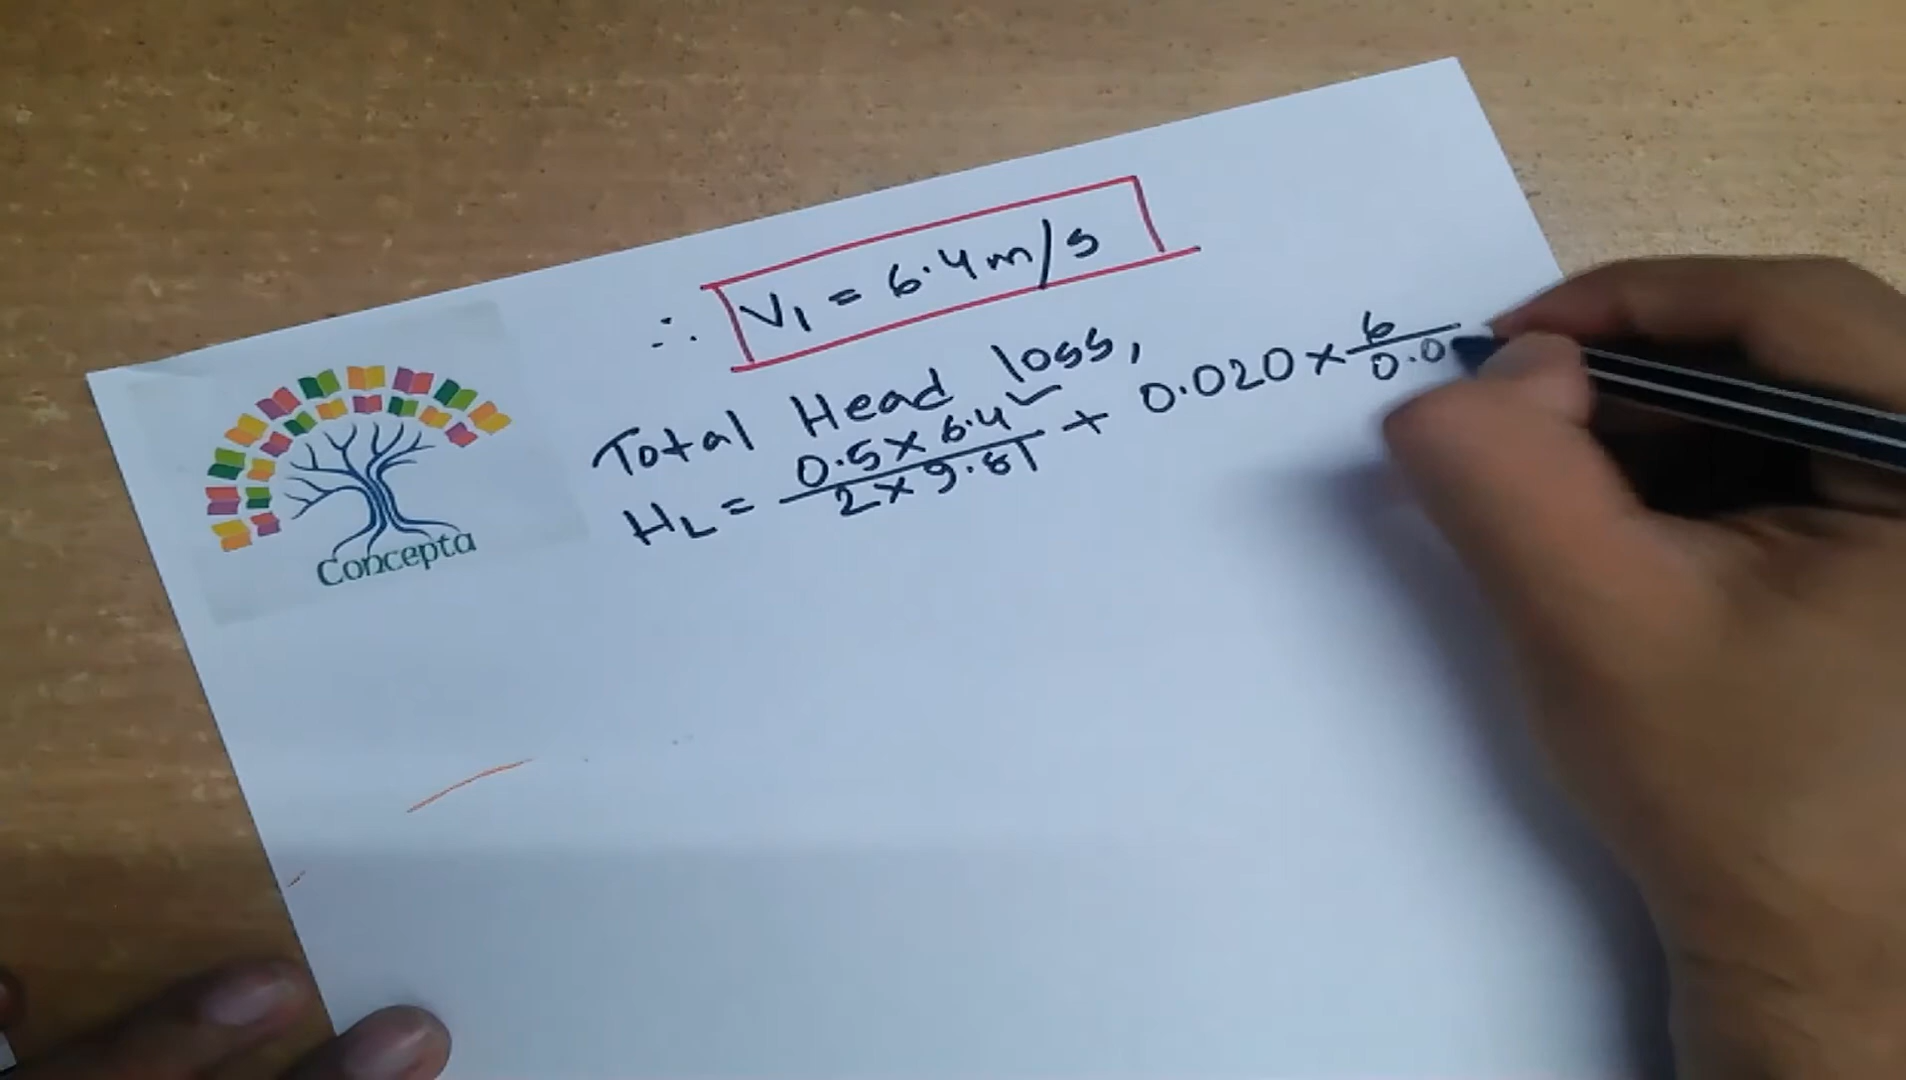 ∴ V1 = 6.4 m/s
Total Head loss,
HL = 0.5 × 6.4² / 2 × 9.81 + 0.020 × 6 / 0.0
Concepta